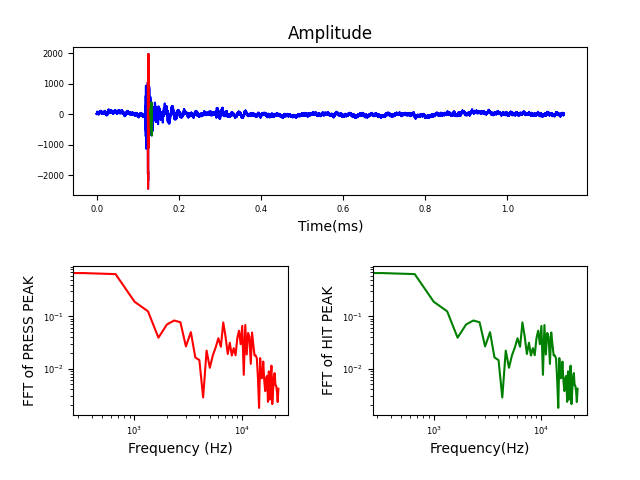 Amplitude
2000
1000
0
−1000
−2000
0.0 0.2 0.4 0.6 0.8 1.0
Time(ms)
FFT of PRESS PEAK
10⁻¹
10⁻²
10³ 10⁴
Frequency (Hz)
FFT of HIT PEAK
10⁻¹
10⁻²
10³ 10⁴
Frequency(Hz)